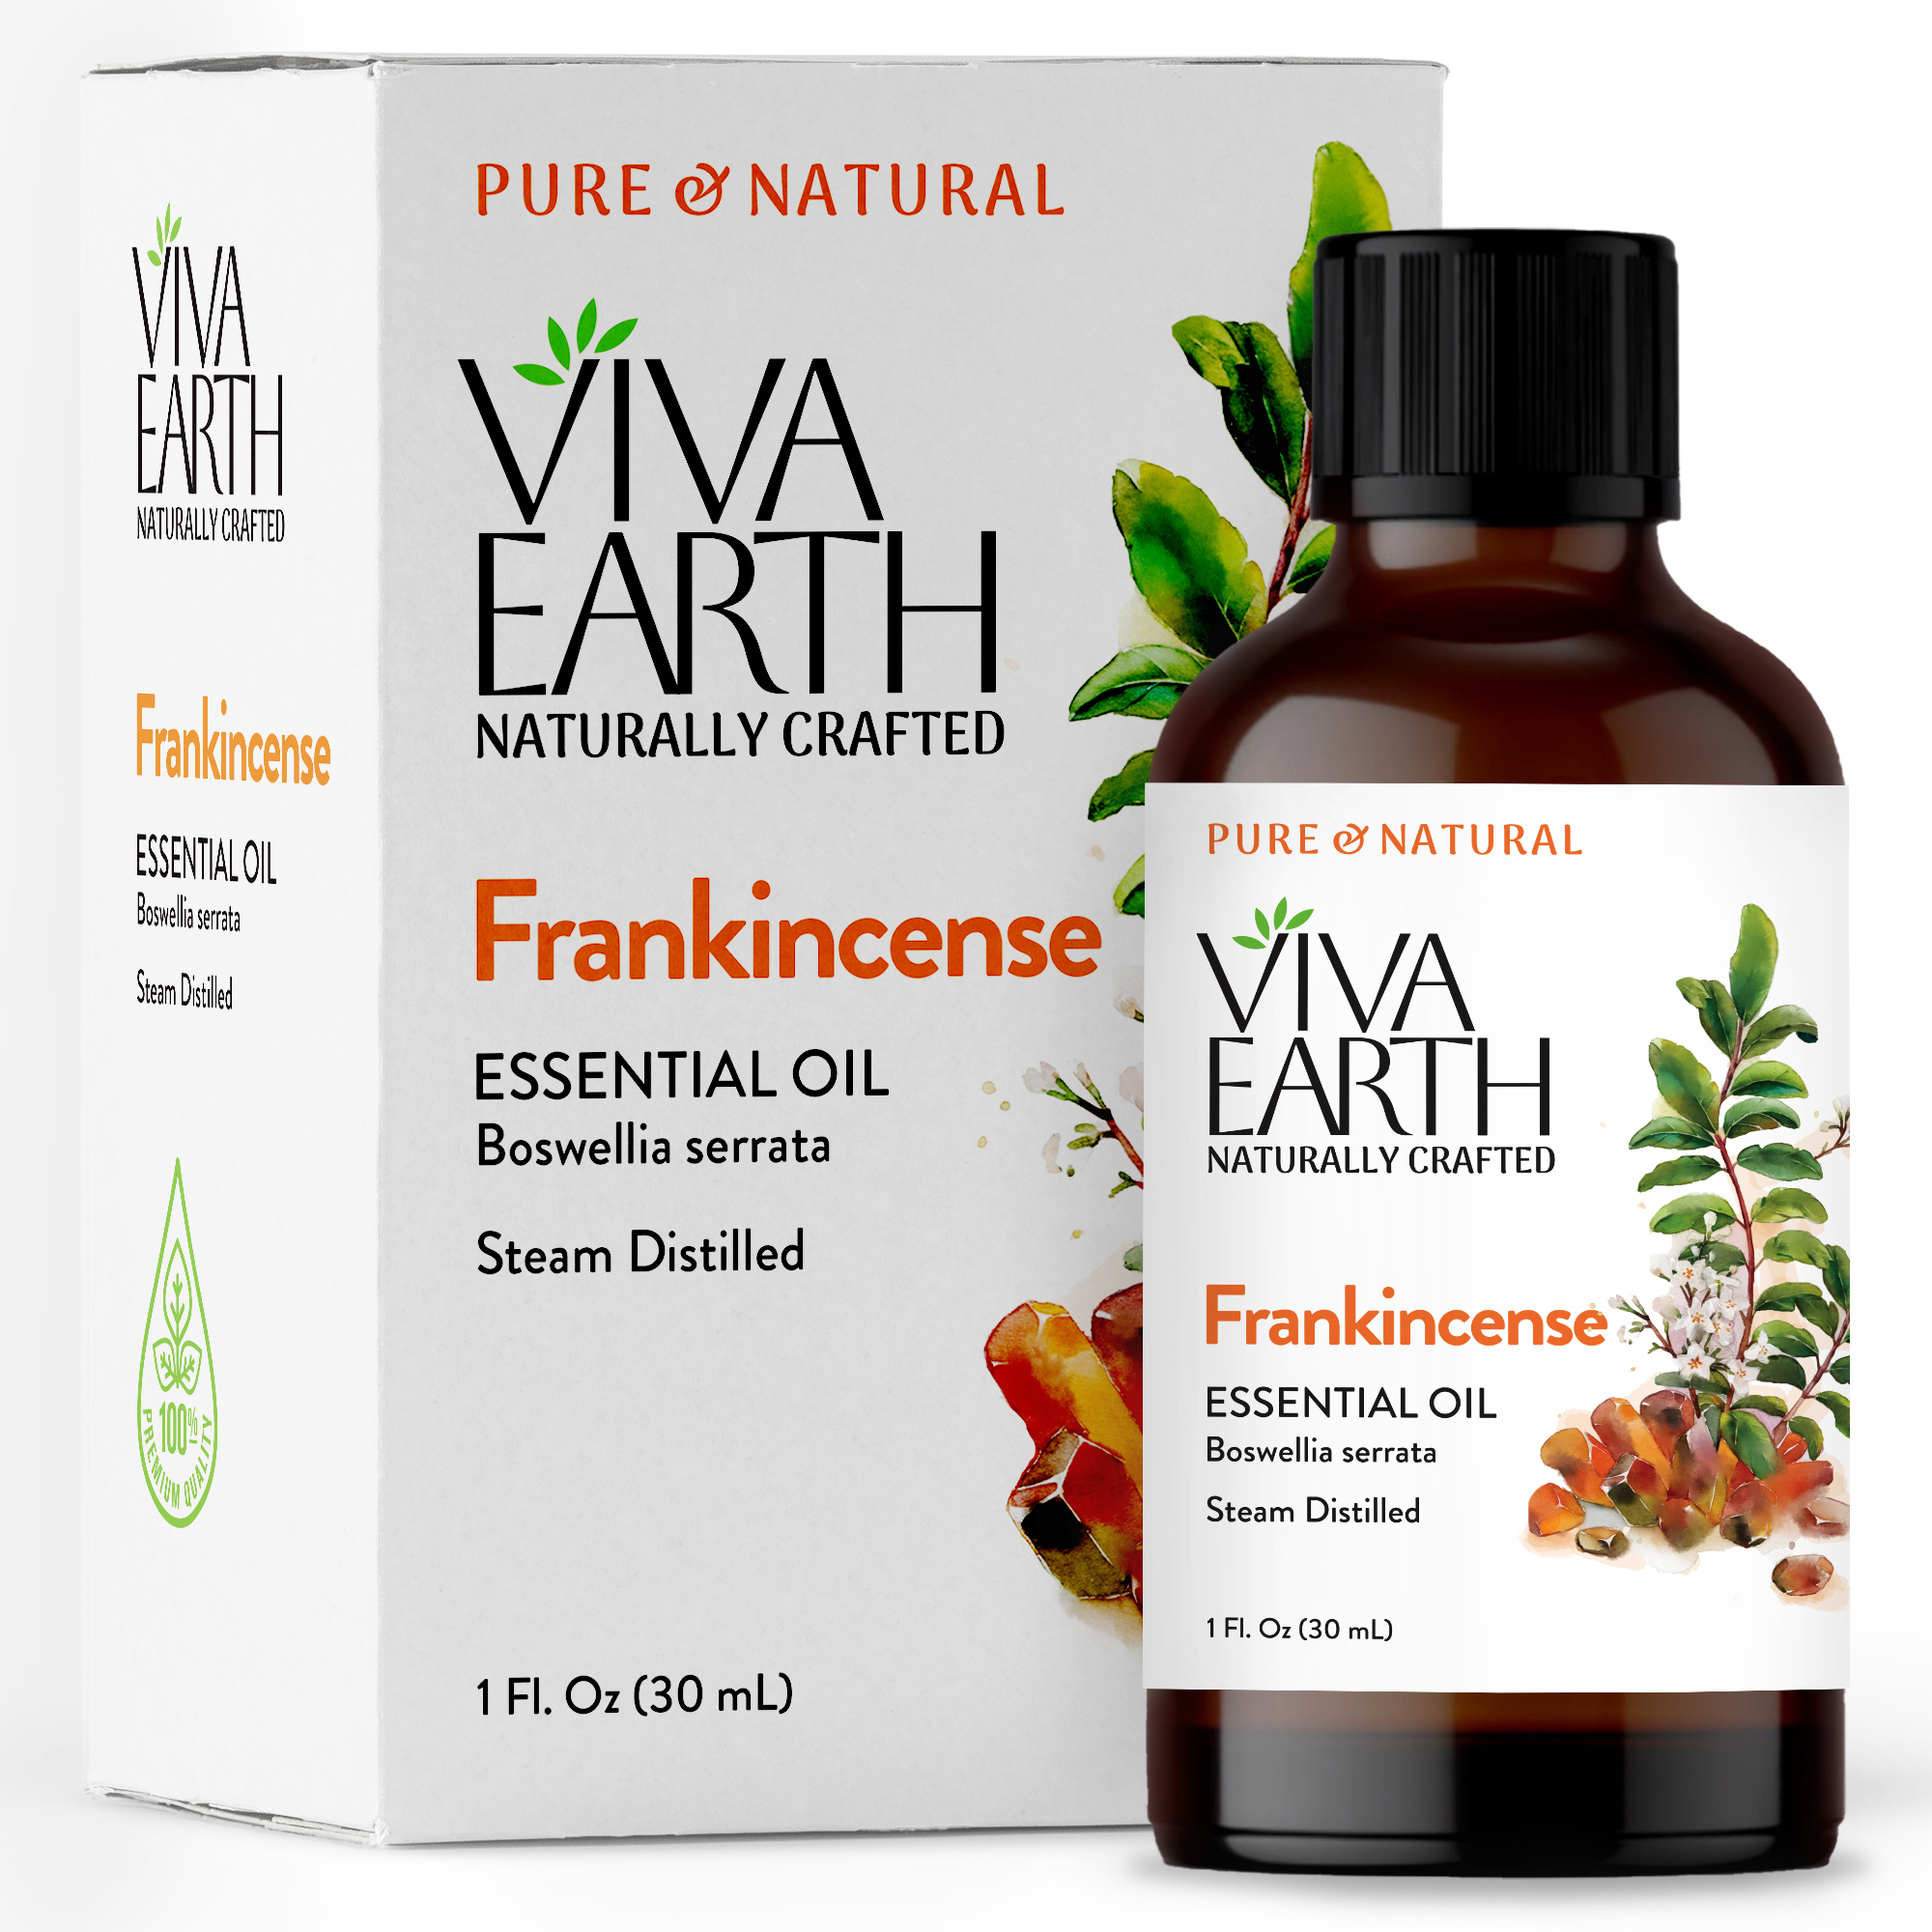 VIVA
EARTH
NATURALLY CRAFTED
Frankincense
ESSENTIAL OIL
Boswellia serrata
Steam Distilled
100%
PREMIUM QUALITY
PURE & NATURAL
VIVA
EARTH
NATURALLY CRAFTED
Frankincense
ESSENTIAL OIL
Boswellia serrata
Steam Distilled
1 Fl. Oz (30 mL)
PURE & NATURAL
VIVA
EARTH
NATURALLY CRAFTED
Frankincense
ESSENTIAL OIL
Boswellia serrata
Steam Distilled
1 Fl. Oz (30 mL)